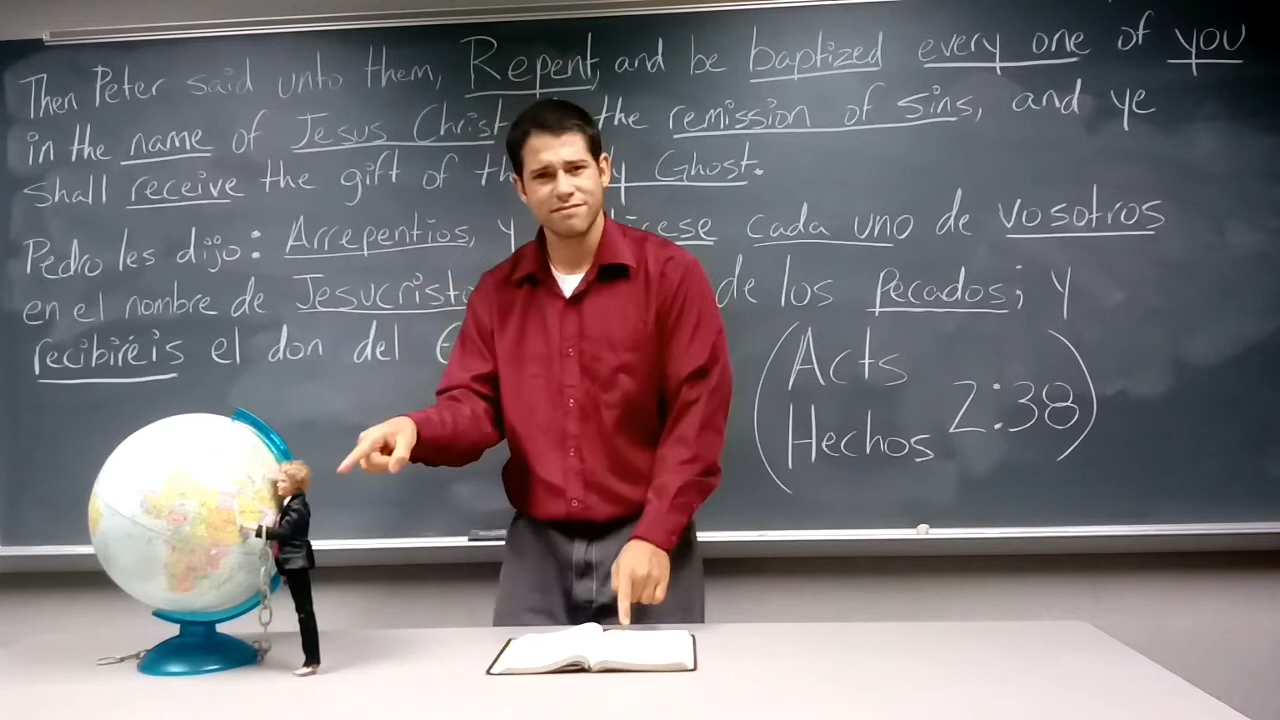 Then Peter said unto them, Repent, and be baptized every one of you
in the name of Jesus Christ the remission of sins, and ye
shall receive the gift of th y Ghost.
Pedro les dijo: Arrepentíos, y cese cada uno de vosotros
en el nombre de Jesucristo de los pecados; y
recibiréis el don del
(Acts
Hechos 2:38)